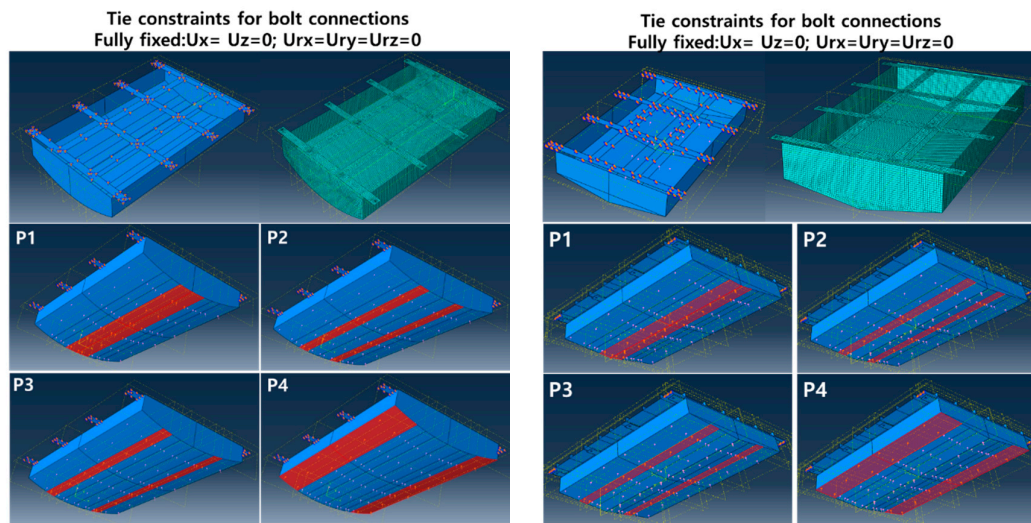 Tie constraints for bolt connections
Fully fixed:Ux= Uz=0; Urx=Ury=Urz=0
P1
P2
P3
P4
Tie constraints for bolt connections
Fully fixed:Ux= Uz=0; Urx=Ury=Urz=0
P1
P2
P3
P4